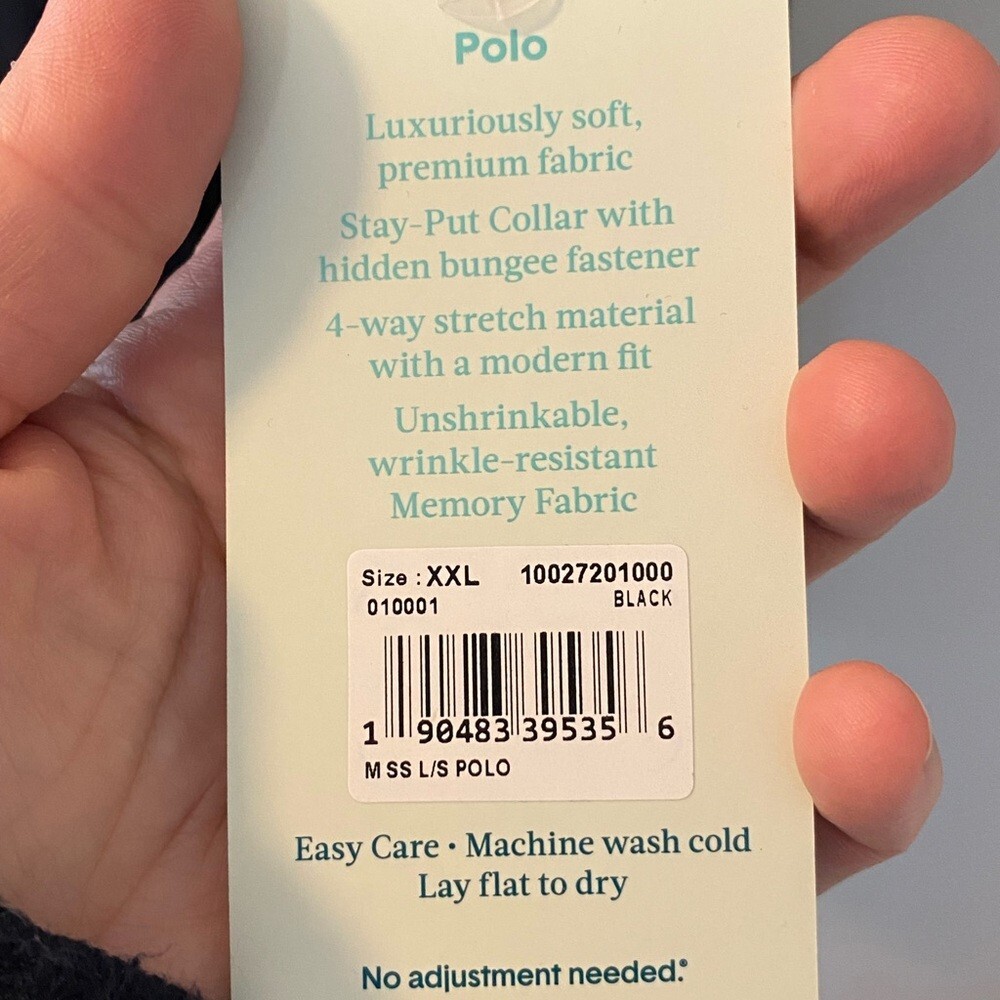 Polo
Luxuriously soft,
premium fabric
Stay-Put Collar with
hidden bungee fastener
4-way stretch material
with a modern fit
Unshrinkable,
wrinkle-resistant
Memory Fabric
Size : XXL 10027201000
010001 BLACK
1 90483 39535 6
M SS L/S POLO
Easy Care • Machine wash cold
Lay flat to dry
No adjustment needed.®